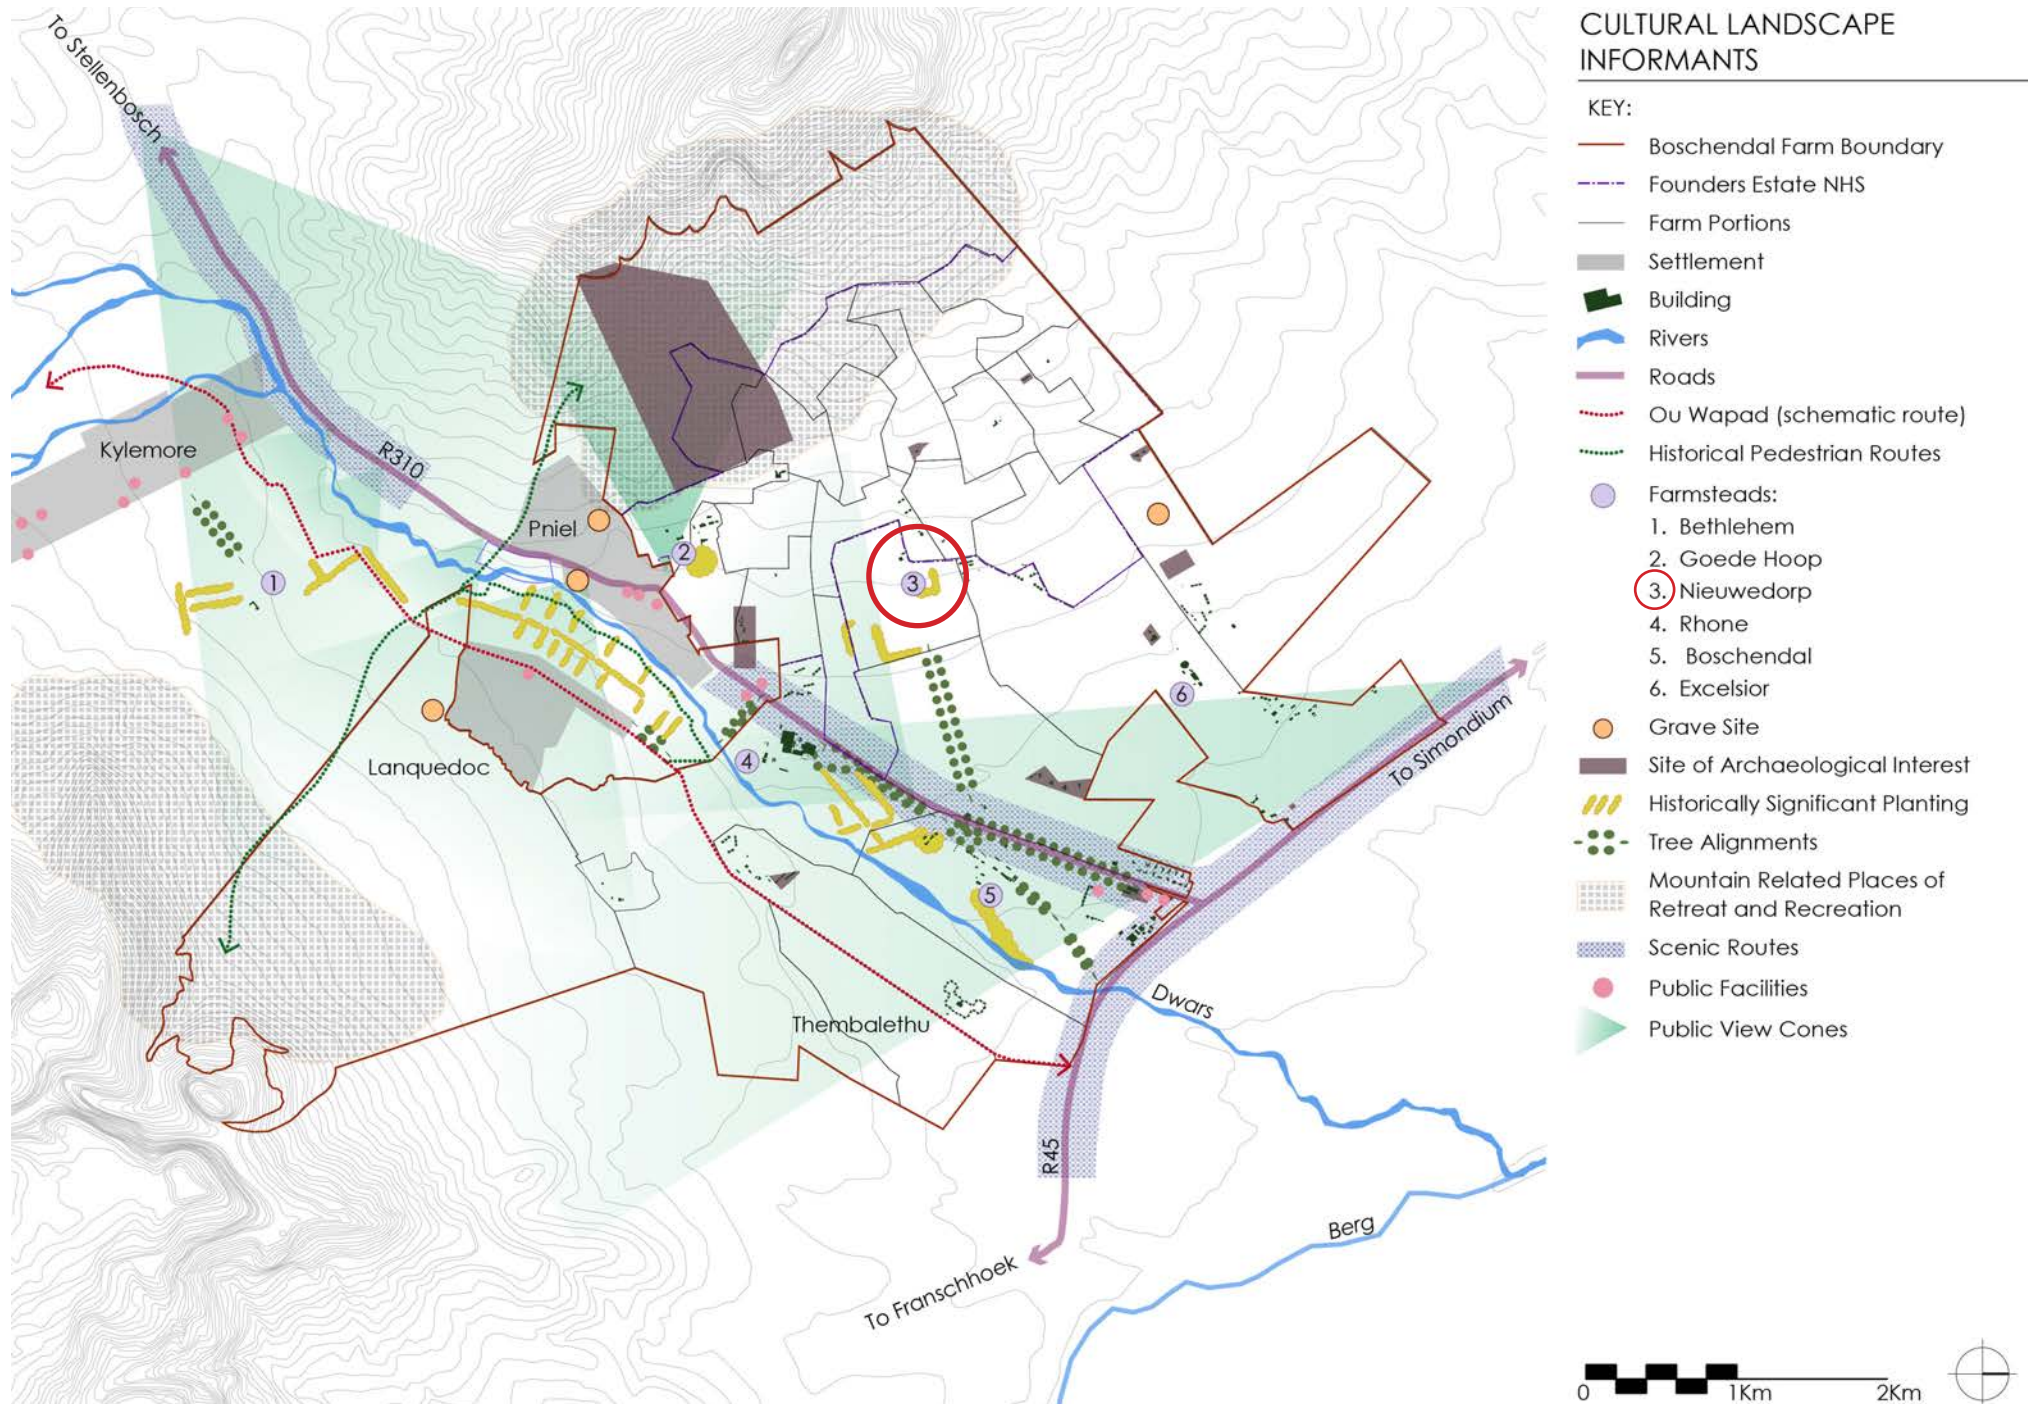 To Stellenbosch
Kylemore
R310
1
Pniel
2
3
Lanquedoc
4
5
6
To Simondium
Thembalethu
Dwars
R45
Berg
To Franschhoek
CULTURAL LANDSCAPE
INFORMANTS
KEY:
Boschendal Farm Boundary
Founders Estate NHS
Farm Portions
Settlement
Building
Rivers
Roads
Ou Wapad (schematic route)
Historical Pedestrian Routes
Farmsteads:
1. Bethlehem
2. Goede Hoop
3. Nieuwedorp
4. Rhone
5. Boschendal
6. Excelsior
Grave Site
Site of Archaeological Interest
Historically Significant Planting
Tree Alignments
Mountain Related Places of
Retreat and Recreation
Scenic Routes
Public Facilities
Public View Cones
0 1Km 2Km